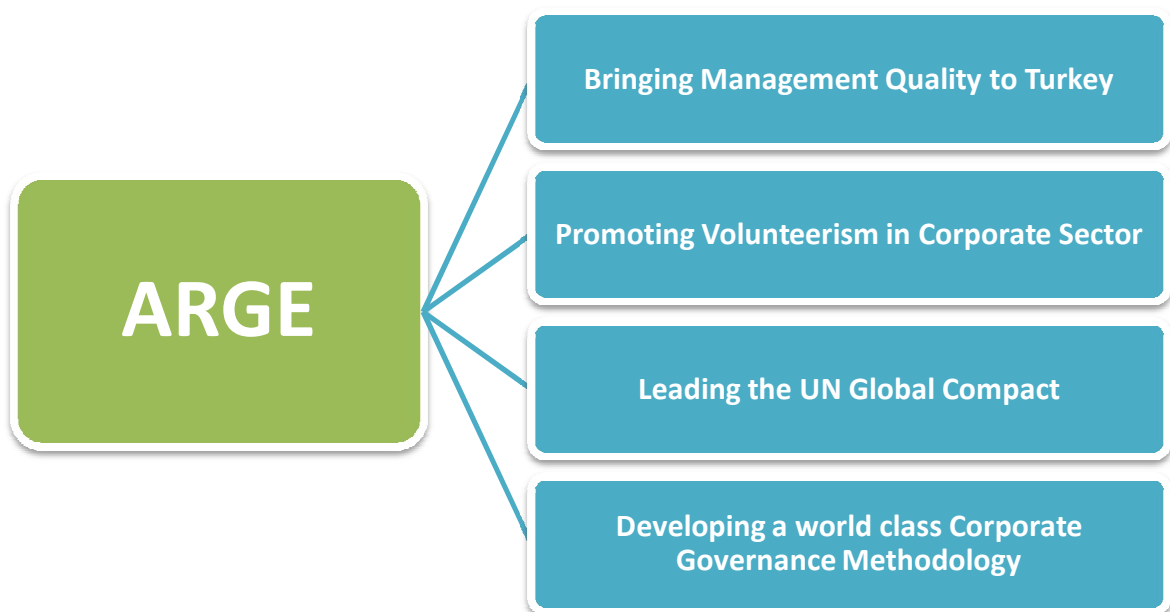 ARGE
Bringing Management Quality to Turkey
Promoting Volunteerism in Corporate Sector
Leading the UN Global Compact
Developing a world class Corporate
Governance Methodology